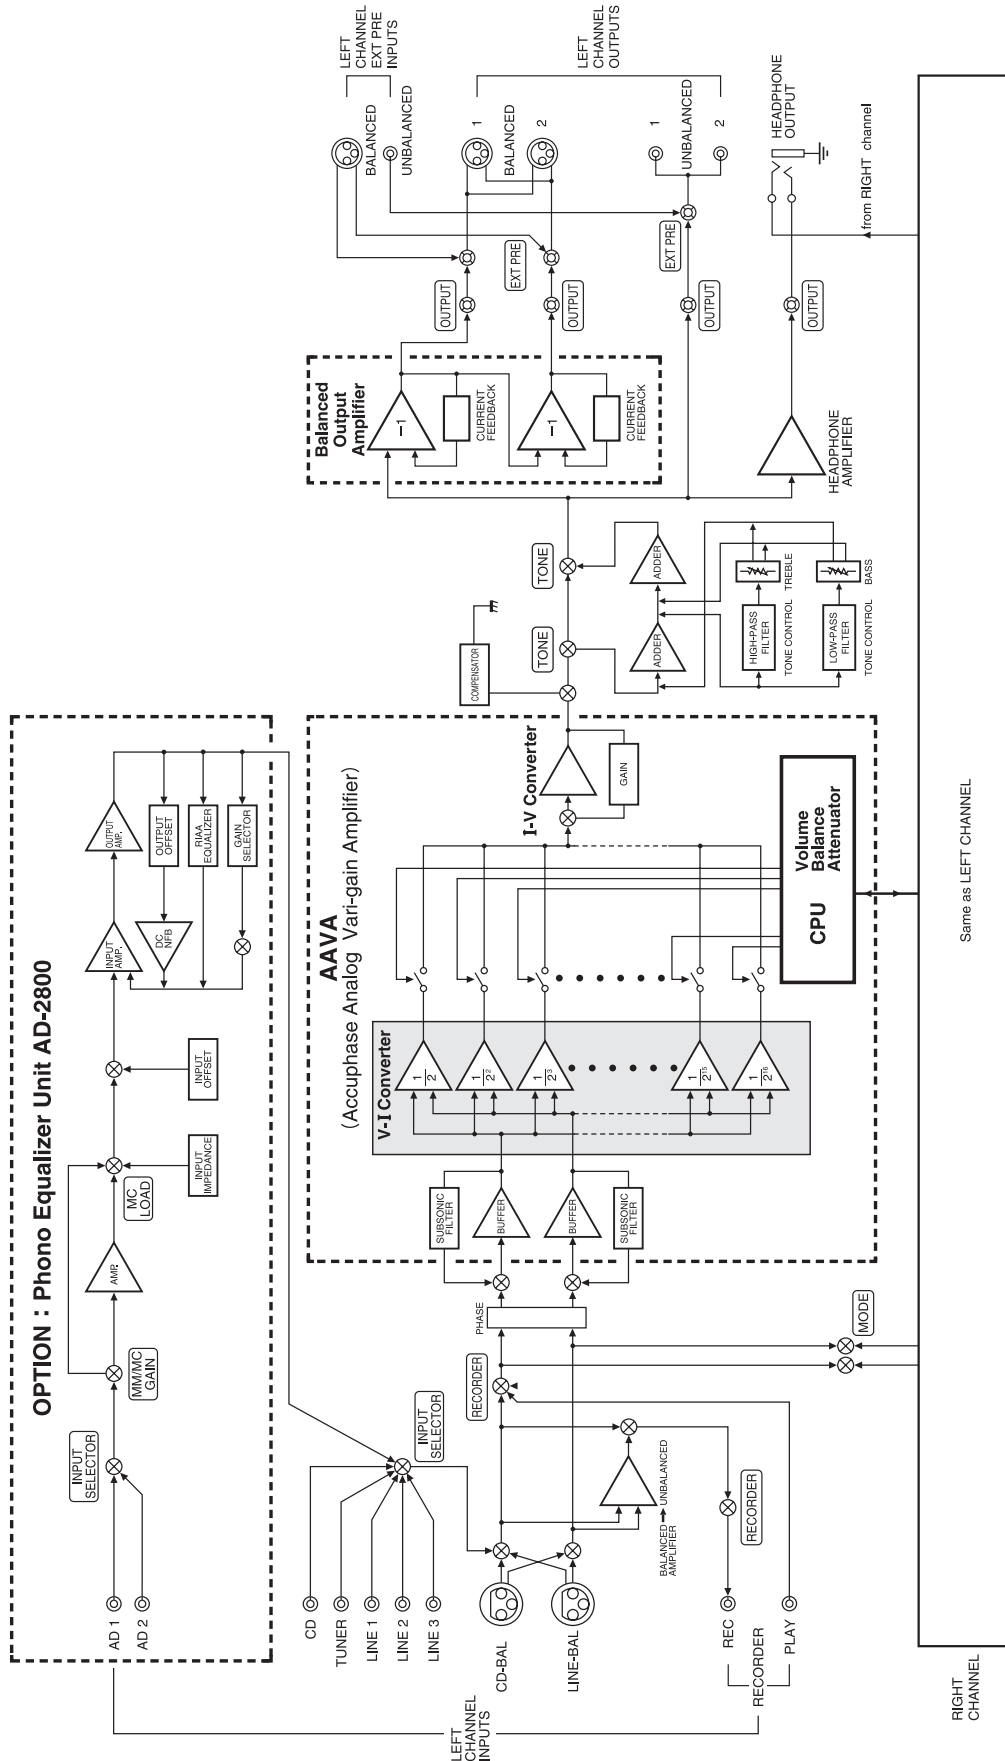 OPTION : Phono Equalizer Unit AD-2800
AD 1
AD 2
INPUT
SELECTOR
MM/MC
GAIN
AMP.
MC
LOAD
INPUT
IMPEDANCE
INPUT
OFFSET
INPUT
AMP.
DC
NFB
OUTPUT
AMP.
OUTPUT
OFFSET
RIAA
EQUALIZER
GAIN
SELECTOR
LEFT
CHANNEL
INPUTS
CD
TUNER
LINE 1
LINE 2
LINE 3
INPUT
SELECTOR
CD-BAL
LINE-BAL
BALANCED
UNBALANCED
AMPLIFIER
RECORDER
REC
PLAY
RECORDER
RECORDER
PHASE
MODE
AAVA
(Accuphase Analog Vari-gain Amplifier)
SUBSONIC
FILTER
BUFFER
BUFFER
SUBSONIC
FILTER
V-I Converter
1
2
1
2²
1
2³
1
2¹⁵
1
2¹⁶
I-V Converter
GAIN
CPU
Volume
Balance
Attenuator
COMPENSATOR
TONE
TONE
ADDER
ADDER
HIGH-PASS
FILTER
TONE CONTROL
TREBLE
LOW-PASS
FILTER
TONE CONTROL
BASS
Balanced
Output
Amplifier
-1
CURRENT
FEEDBACK
-1
CURRENT
FEEDBACK
HEADPHONE
AMPLIFIER
OUTPUT
OUTPUT
OUTPUT
OUTPUT
EXT PRE
EXT PRE
BALANCED
UNBALANCED
LEFT
CHANNEL
EXT PRE
INPUTS
1
BALANCED
2
1
UNBALANCED
2
LEFT
CHANNEL
OUTPUTS
HEADPHONE
OUTPUT
from RIGHT channel
RIGHT
CHANNEL
Same as LEFT CHANNEL